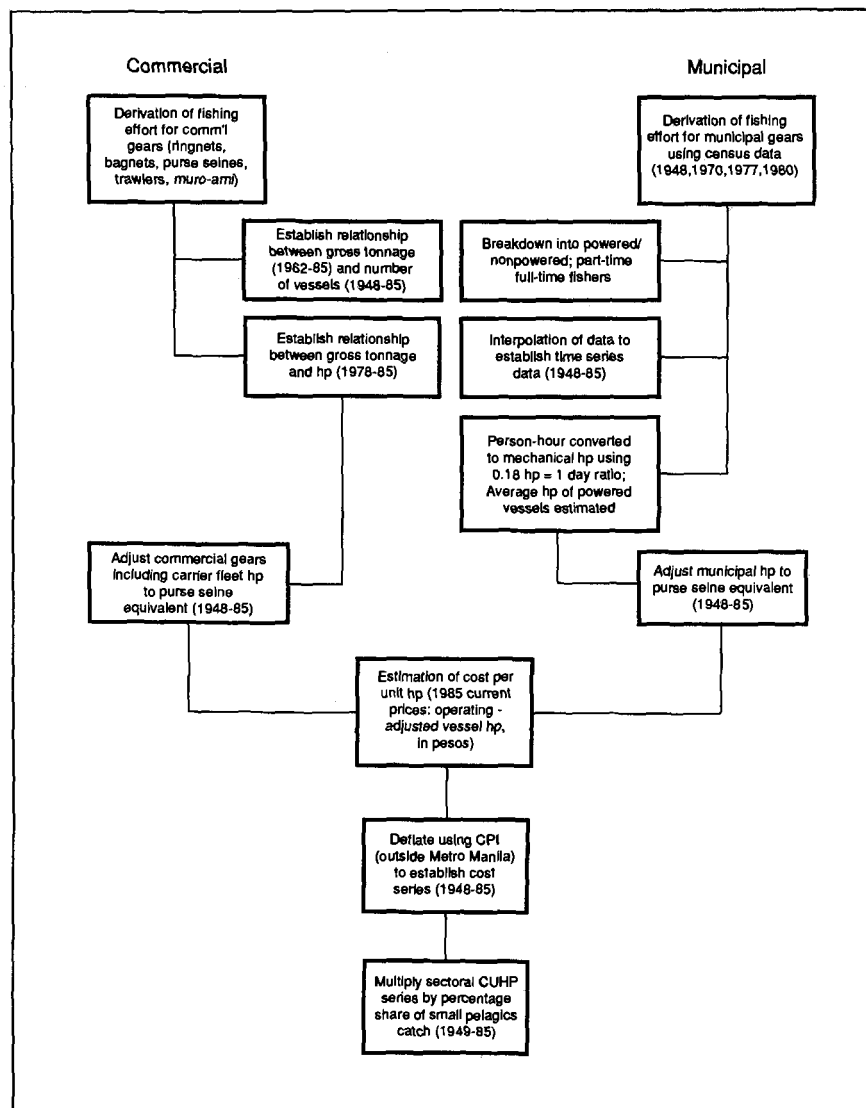 Commercial
Municipal
Derivation of fishing
effort for comm'l
gears (ringnets,
bagnets, purse seines,
trawlers, muro-ami)
Derivation of fishing
effort for municipal gears
using census data
(1948,1970,1977,1980)
Establish relationship
between gross tonnage
(1962-85) and number
of vessels (1948-85)
Breakdown into powered/
nonpowered; part-time
full-time fishers
Establish relationship
between gross tonnage
and hp (1978-85)
Interpolation of data to
establish time series
data (1948-85)
Person-hour converted
to mechanical hp using
0.18 hp = 1 day ratio;
Average hp of powered
vessels estimated
Adjust commercial gears
including carrier fleet hp
to purse seine
equivalent (1948-85)
Adjust municipal hp to
purse seine equivalent
(1948-85)
Estimation of cost per
unit hp (1985 current
prices: operating -
adjusted vessel hp,
in pesos)
Deflate using CPI
(outside Metro Manila)
to establish cost
series (1948-85)
Multiply sectoral CUHP
series by percentage
share of small pelagics
catch (1949-85)